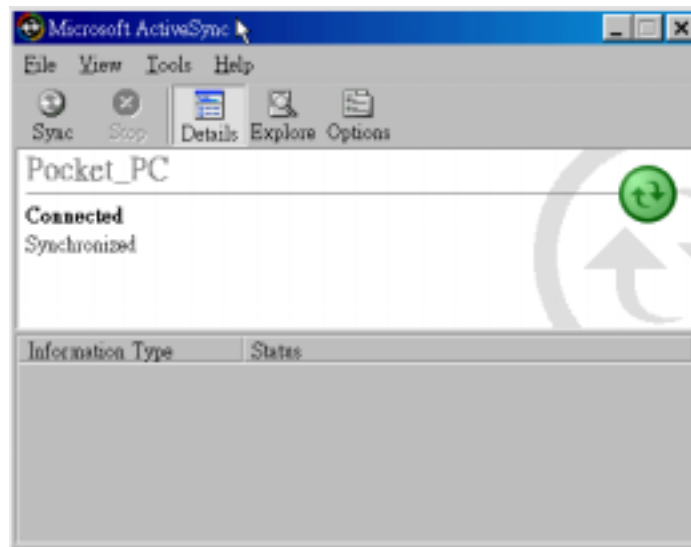 Microsoft ActiveSync
File View Tools Help
Sync Stop Details Explore Options
Pocket_PC
Connected
Synchronized
Information Type Status